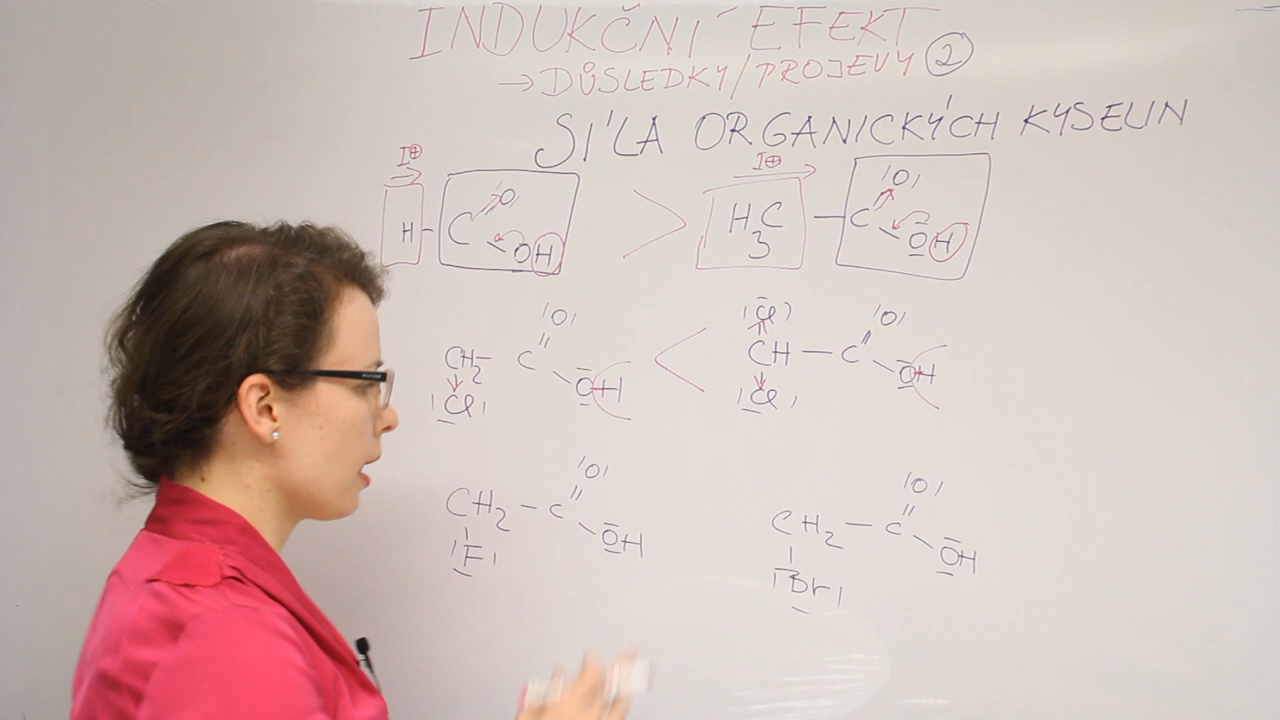 INDUKČNÍ EFEKT
→ DŮSLEDKY/PROJEVY 2
SÍLA ORGANICKÝCH KYSELIN
I⊕ I⊕
H - C O OH > H3C — C O OH
CH2 - C O OH < CH — C O OH
Cl Cl Cl
CH2 - C O OH CH2 — C O OH
F Br